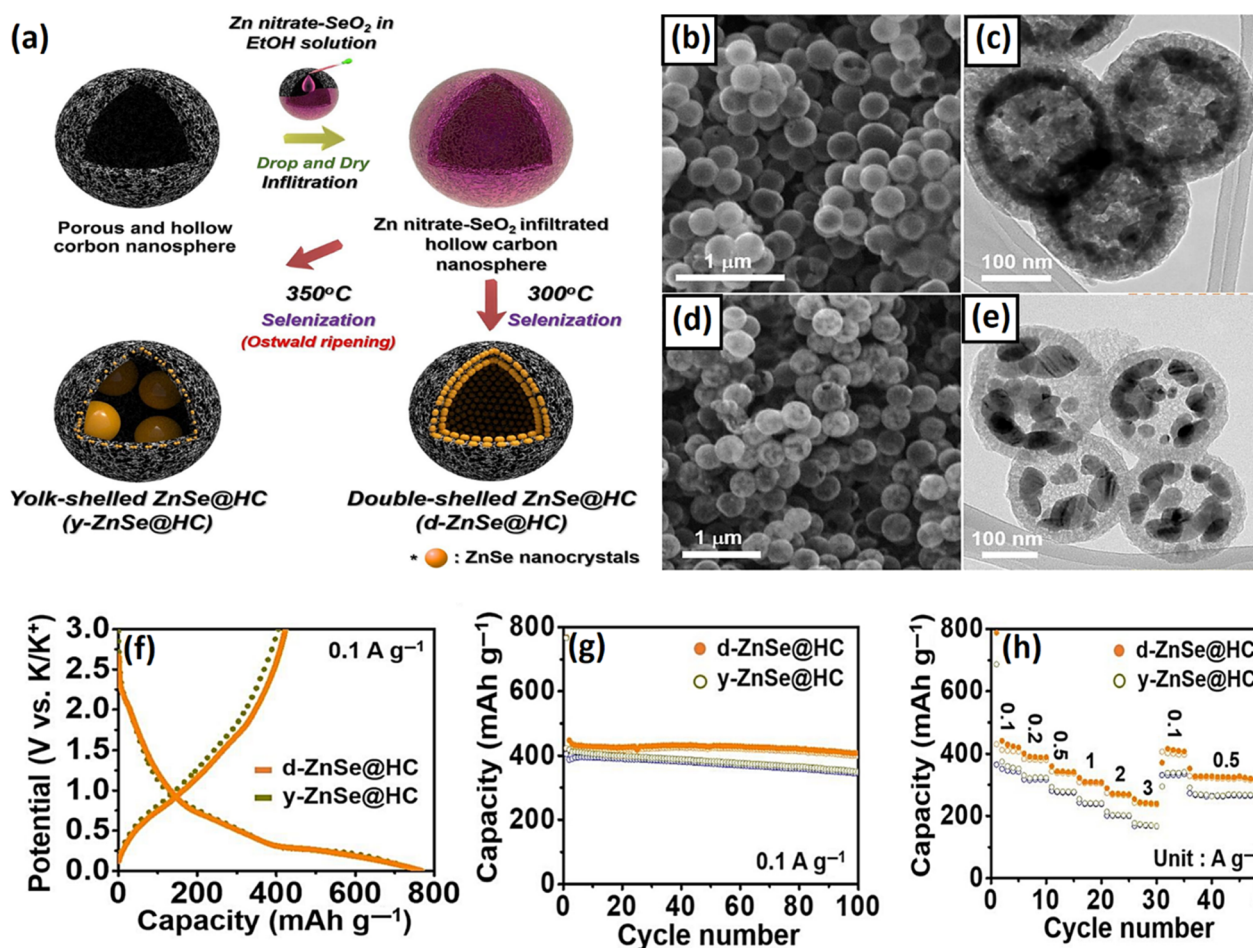 (a)
Zn nitrate-SeO₂ in
EtOH solution
Drop and Dry
Inflitration
Porous and hollow
corbon nanosphere
Zn nitrate-SeO₂ infiltrated
hollow carbon
nanosphere
350°C
Selenization
(Ostwald ripening)
300°C
Selenization
Yolk-shelled ZnSe@HC
(y-ZnSe@HC)
Double-shelled ZnSe@HC
(d-ZnSe@HC)
* : ZnSe nanocrystals
(b)
1 μm
(c)
100 nm
(d)
1 μm
(e)
100 nm
(f)
0.1 A g⁻¹
d-ZnSe@HC
y-ZnSe@HC
Potential (V vs. K/K⁺)
3.0
2.5
2.0
1.5
1.0
0.5
0.0
0 200 400 600 800
Capacity (mAh g⁻¹)
(g)
d-ZnSe@HC
y-ZnSe@HC
0.1 A g⁻¹
Capacity (mAh g⁻¹)
800
600
400
200
0
0 25 50 75 100
Cycle number
(h)
d-ZnSe@HC
y-ZnSe@HC
0.1
0.2
0.5
1
2
3
0.1
0.5
Unit : A g⁻
Capacity (mAh g⁻¹)
800
600
400
200
0
0 10 20 30 40
Cycle number